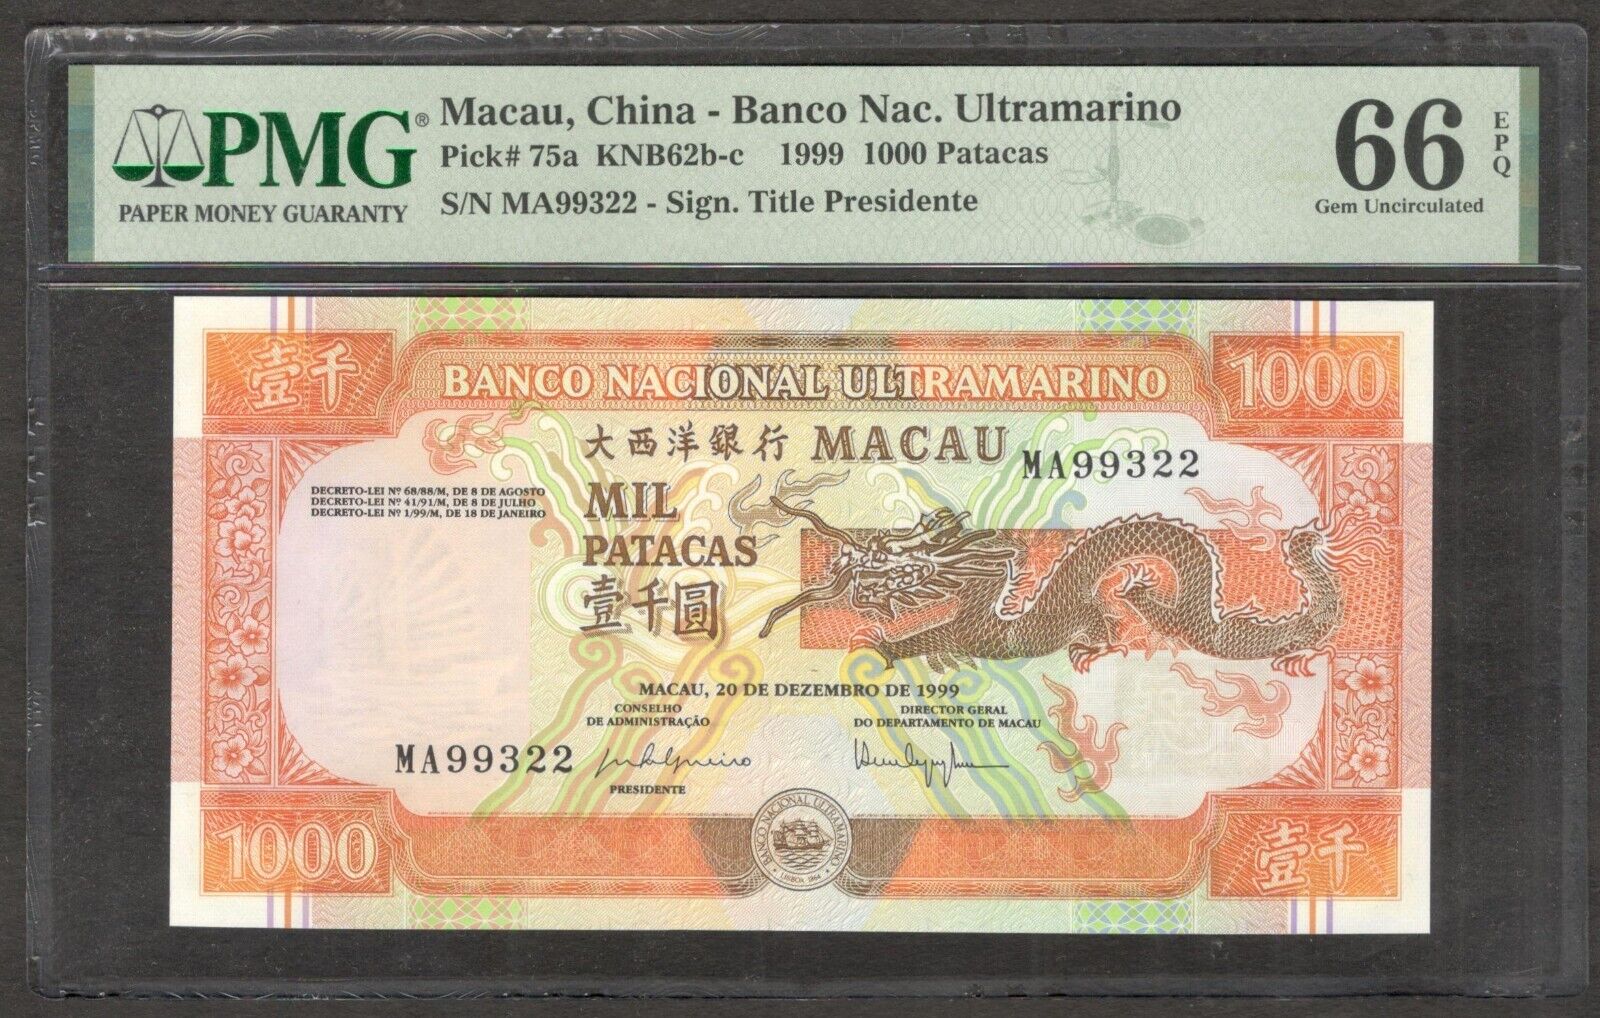 PMG®
PAPER MONEY GUARANTY
Macau, China - Banco Nac. Ultramarino
Pick# 75a KNB62b-c 1999 1000 Patacas
S/N MA99322 - Sign. Title Presidente
66 EPQ
Gem Uncirculated
壹千
BANCO NACIONAL ULTRAMARINO
1000
大西洋銀行 MACAU
MA99322
DECRETO-LEI Nº 68/88/M, DE 8 DE AGOSTO
DECRETO-LEI Nº 41/91/M, DE 8 DE JULHO
DECRETO-LEI Nº 1/99/M, DE 18 DE JANEIRO
MIL
PATACAS
壹千圓
MACAU, 20 DE DEZEMBRO DE 1999
CONSELHO
DE ADMINISTRAÇÃO
DIRECTOR GERAL
DO DEPARTAMENTO DE MACAU
MA99322
PRESIDENTE
1000
BANCO NACIONAL ULTRAMARINO
LISBOA 1864
壹千